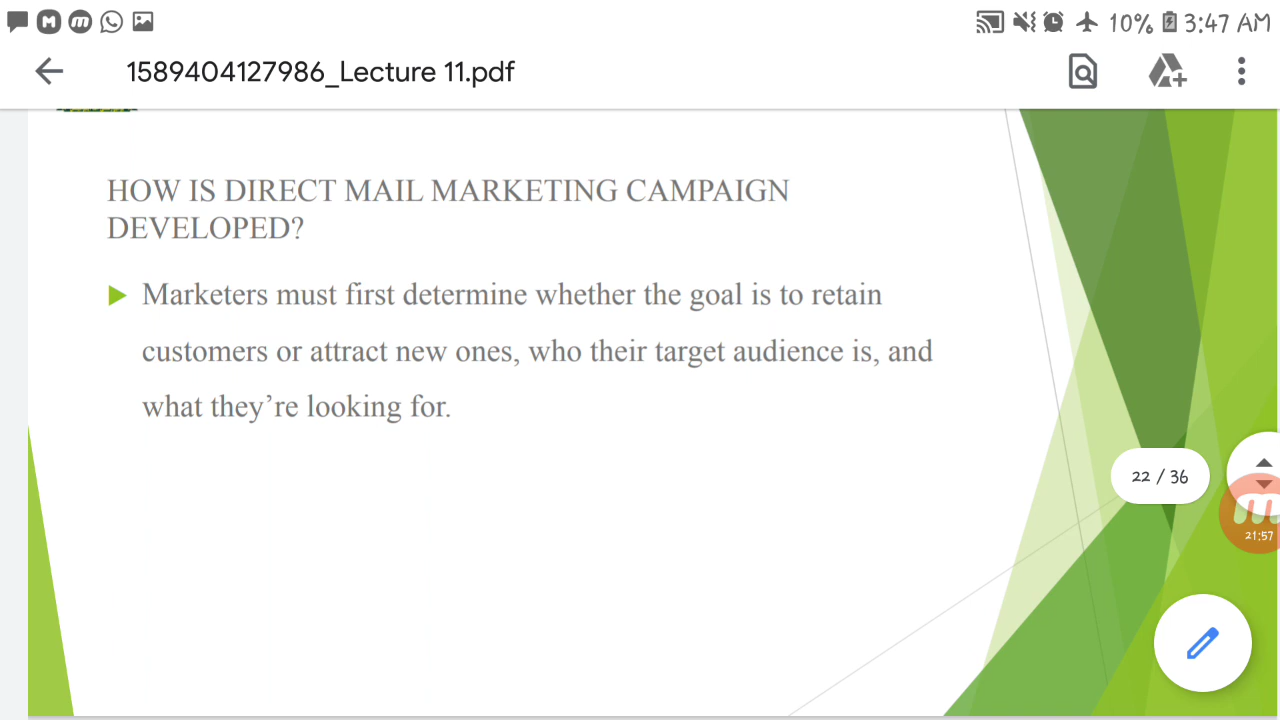 10% 3:47 AM
1589404127986_Lecture 11.pdf
HOW IS DIRECT MAIL MARKETING CAMPAIGN
DEVELOPED?
Marketers must first determine whether the goal is to retain
customers or attract new ones, who their target audience is, and
what they're looking for.
22 / 36
21:57